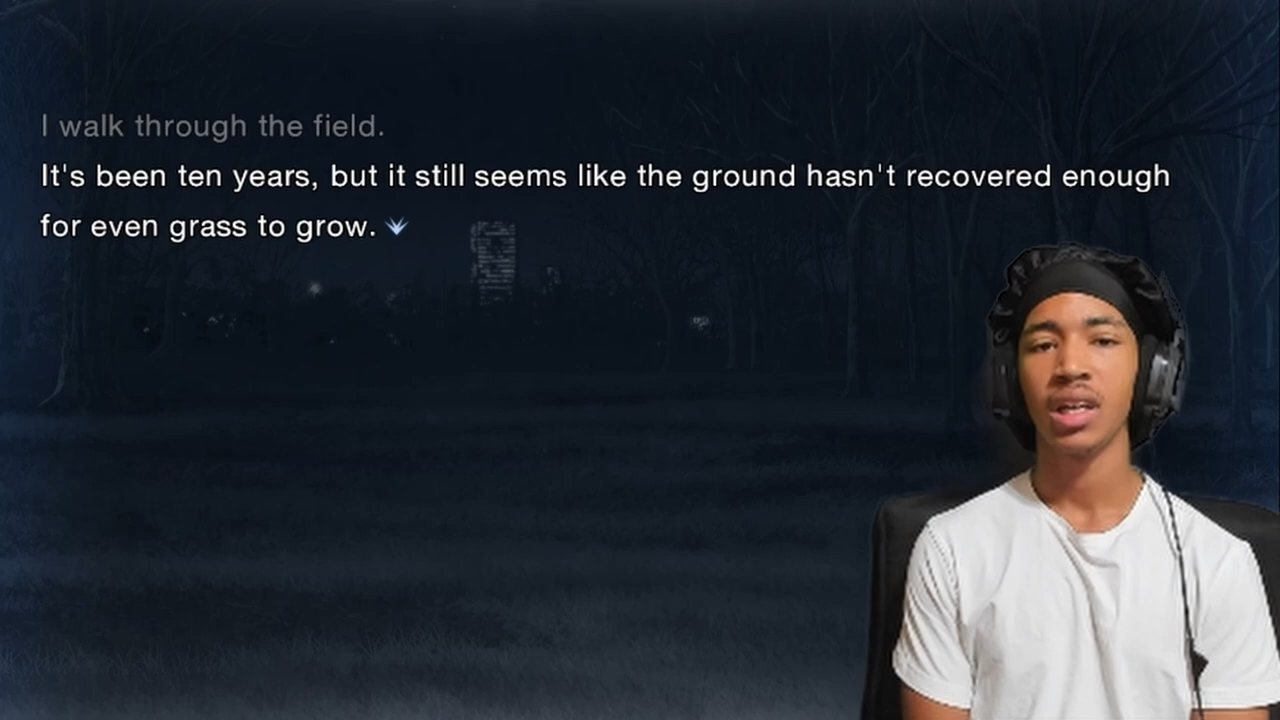 I walk through the field.
It's been ten years, but it still seems like the ground hasn't recovered enough
for even grass to grow.